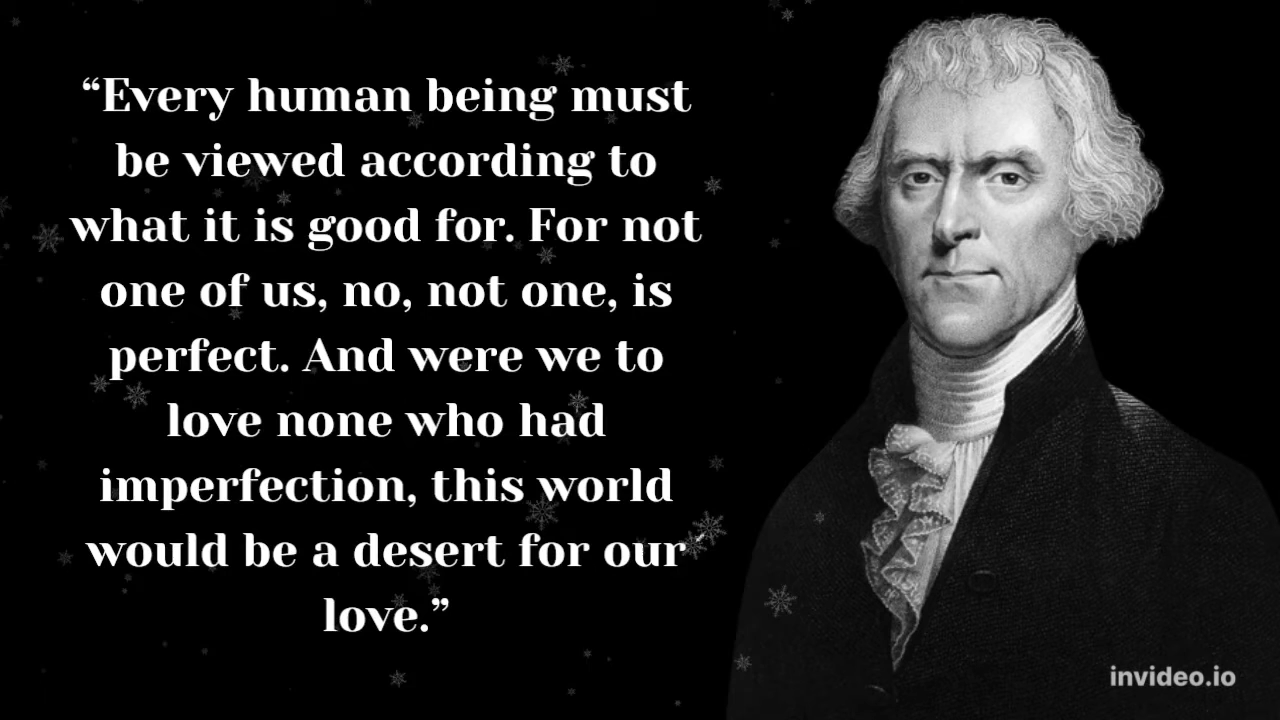 “Every human being must
be viewed according to
what it is good for. For not
one of us, no, not one, is
perfect. And were we to
love none who had
imperfection, this world
would be a desert for our
love.”
invideo.io